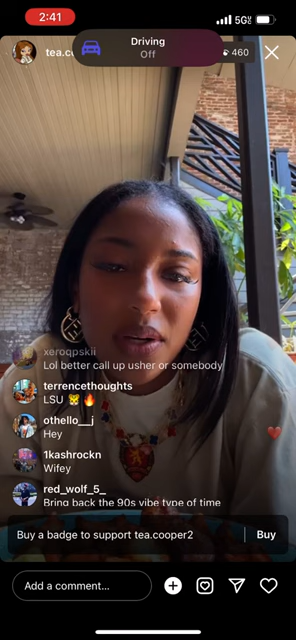 2:41
5G
Driving
Off
tea.c
460
xeroqpskii
Lol better call up usher or somebody
terrencethoughts
LSU 🐯 🔥
othello__j
Hey
1kashrockn
Wifey
red_wolf_5_
Bring back the 90s vibe type of time
Buy a badge to support tea.cooper2
Buy
Add a comment...